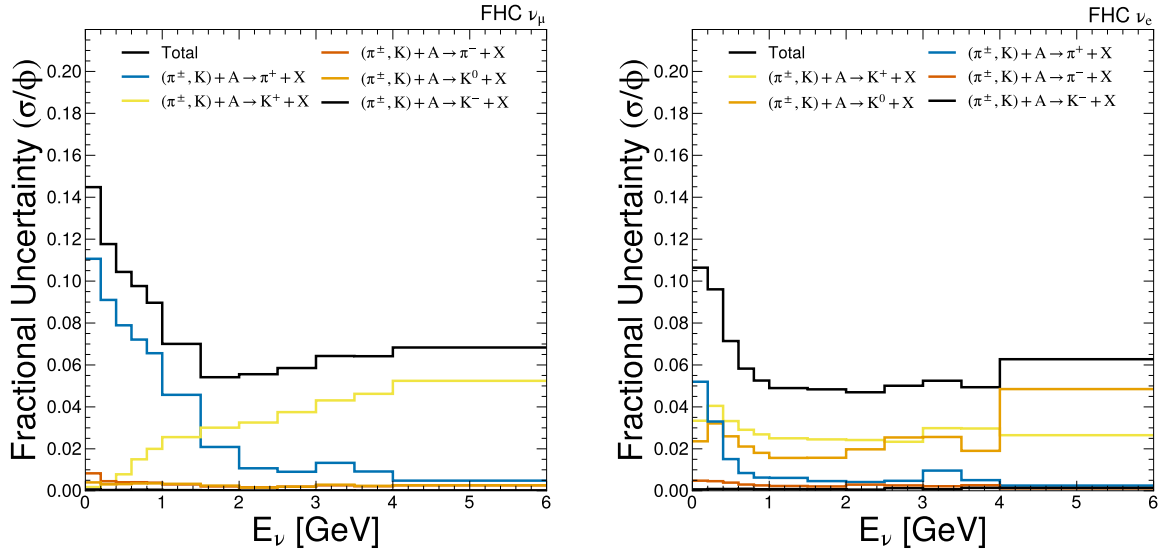 FHC ν_μ
Fractional Uncertainty (σ/ϕ)
Total
(π±, K) + A → π⁺ + X
(π±, K) + A → K⁺ + X
(π±, K) + A → π⁻ + X
(π±, K) + A → K⁰ + X
(π±, K) + A → K⁻ + X
0.20
0.18
0.16
0.14
0.12
0.10
0.08
0.06
0.04
0.02
0.00
0 1 2 3 4 5 6
E_ν [GeV]
FHC ν_e
Fractional Uncertainty (σ/ϕ)
Total
(π±, K) + A → K⁺ + X
(π±, K) + A → K⁰ + X
(π±, K) + A → π⁺ + X
(π±, K) + A → π⁻ + X
(π±, K) + A → K⁻ + X
0.20
0.18
0.16
0.14
0.12
0.10
0.08
0.06
0.04
0.02
0.00
0 1 2 3 4 5 6
E_ν [GeV]